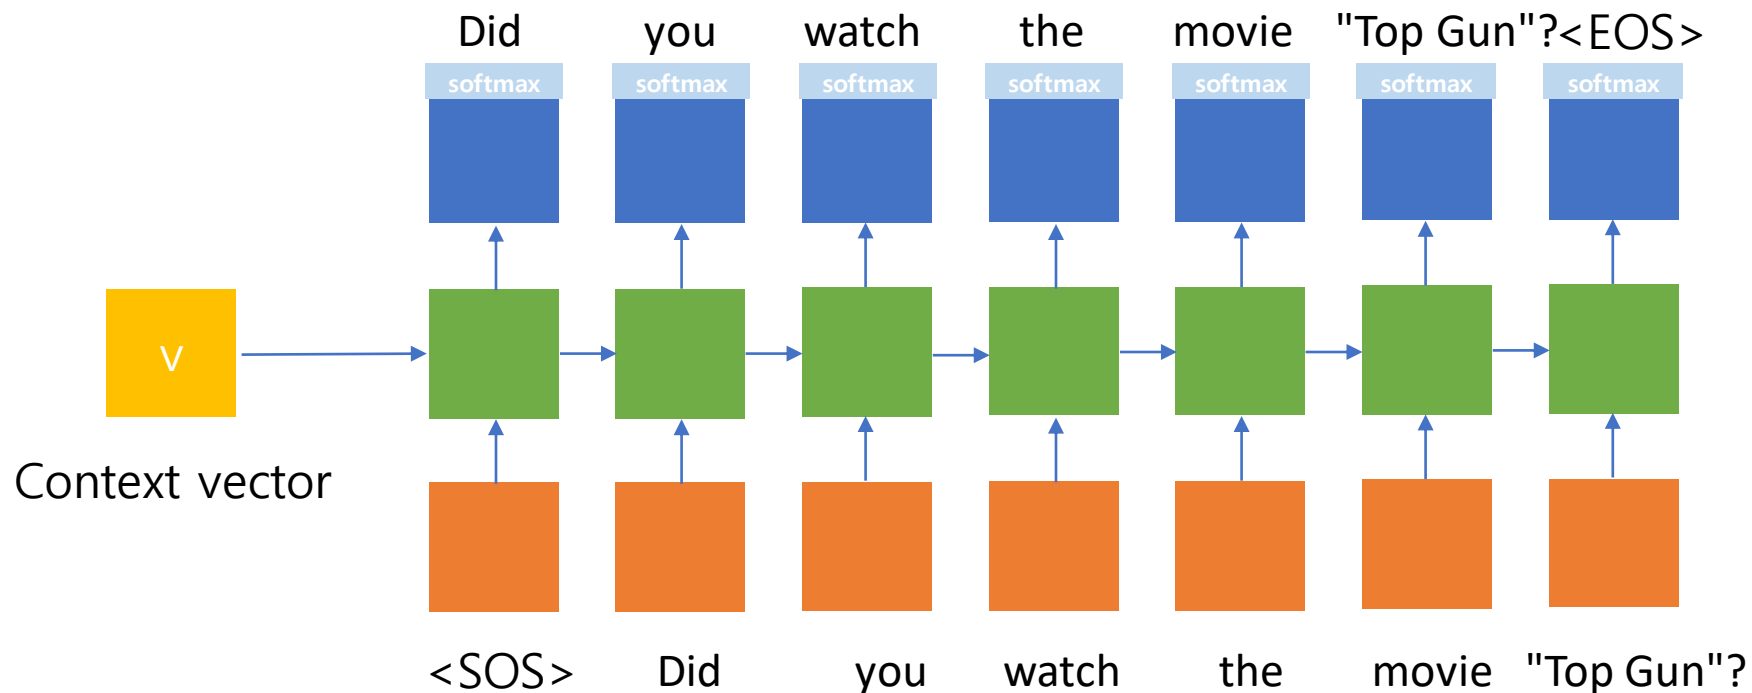 Did you watch the movie "Top Gun"?<EOS>
softmax softmax softmax softmax softmax softmax softmax
V
Context vector
<SOS> Did you watch the movie "Top Gun"?